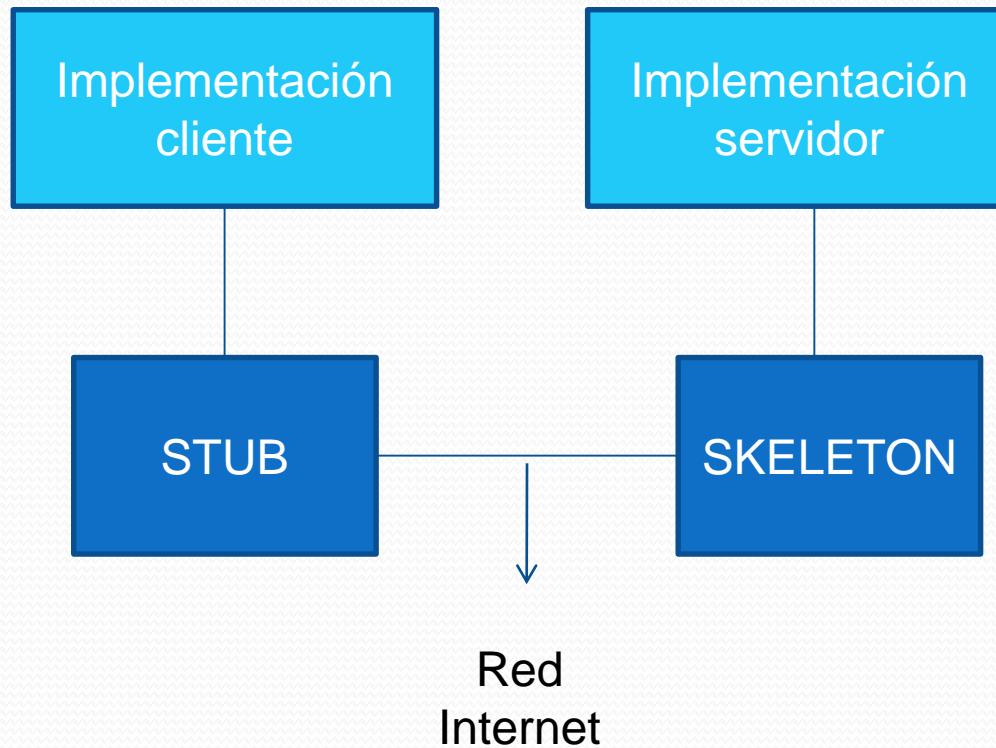 Implementación
cliente
Implementación
servidor
STUB
SKELETON
Red
Internet